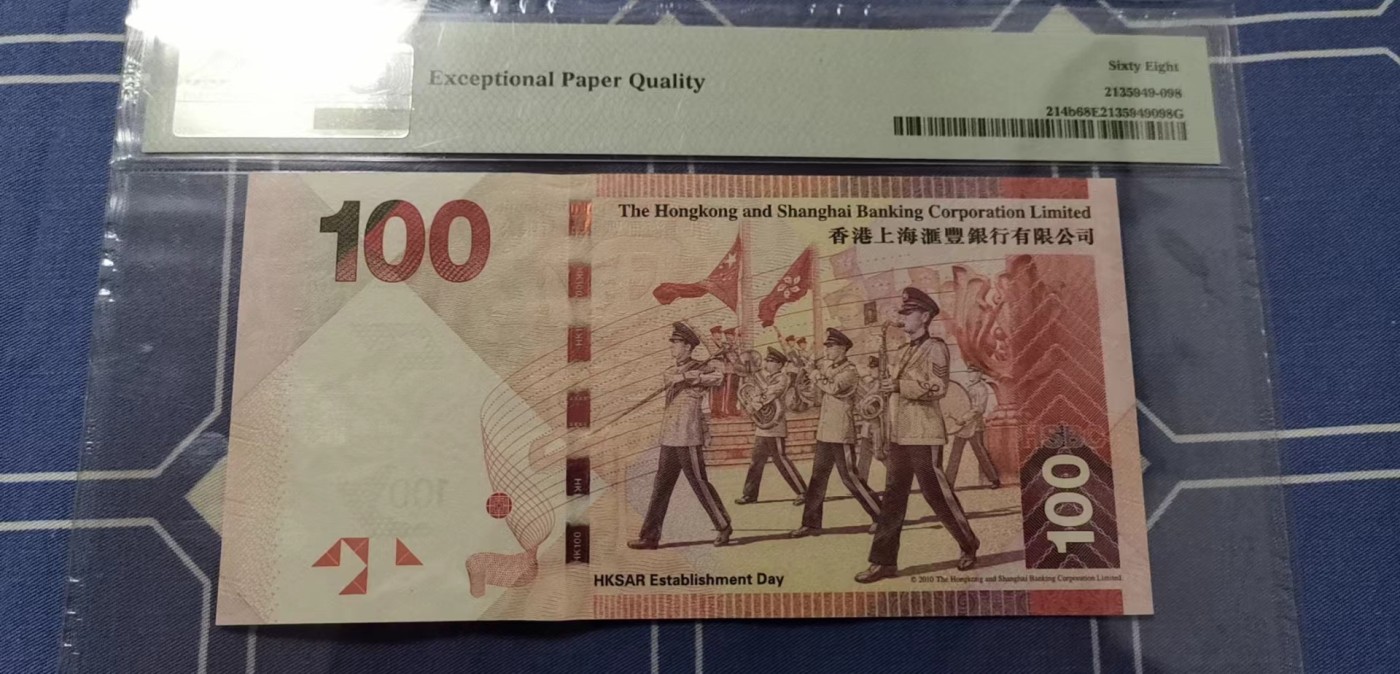 Exceptional Paper Quality
Sixty Eight
2135949-098
214b68E2135949098G
100
The Hongkong and Shanghai Banking Corporation Limited
香港上海滙豐銀行有限公司
HSBC
100
HK100
HKSAR Establishment Day
© 2010 The Hongkong and Shanghai Banking Corporation Limited